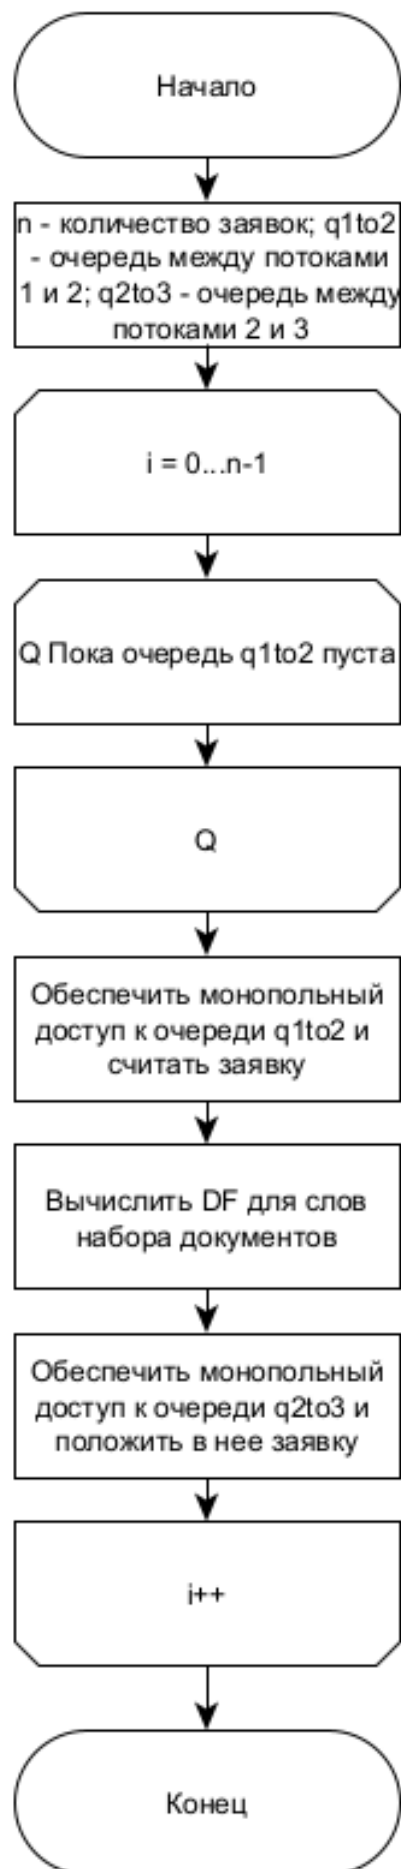 Начало
n - количество заявок; q1to2
- очередь между потоками
1 и 2; q2to3 - очередь между
потоками 2 и 3
i = 0...n-1
Q Пока очередь q1to2 пуста
Q
Обеспечить монопольный
доступ к очереди q1to2 и
считать заявку
Вычислить DF для слов
набора документов
Обеспечить монопольный
доступ к очереди q2to3 и
положить в нее заявку
i++
Конец